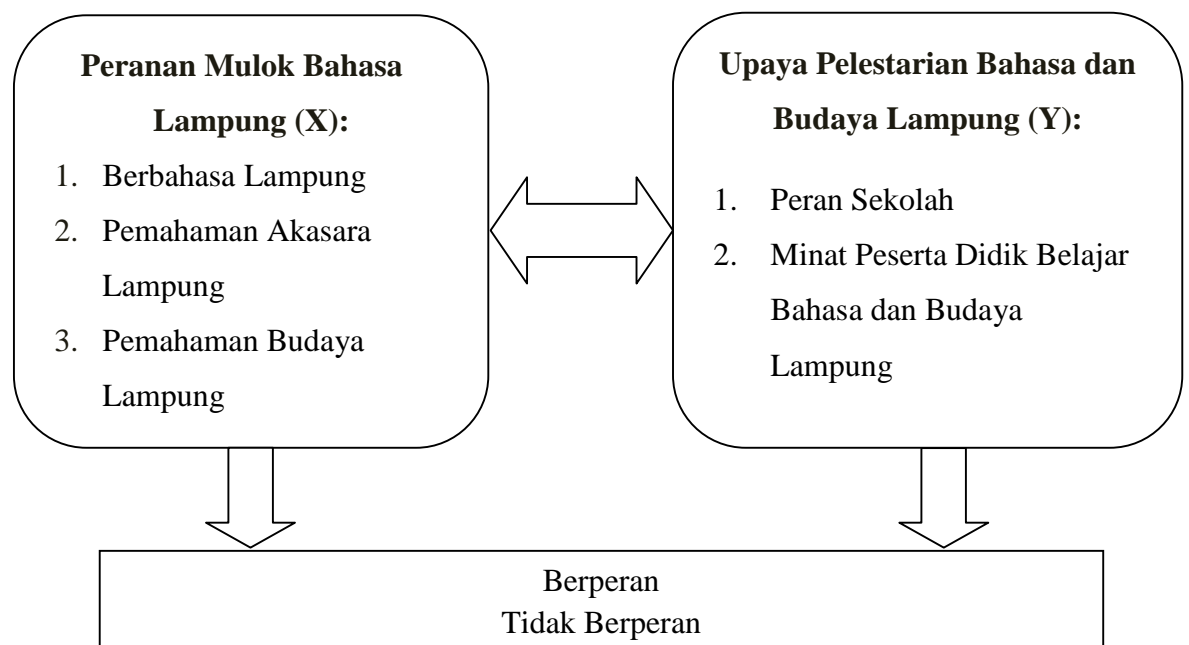 Peranan Mulok Bahasa
Lampung (X):
1. Berbahasa Lampung
2. Pemahaman Akasara
Lampung
3. Pemahaman Budaya
Lampung
Upaya Pelestarian Bahasa dan
Budaya Lampung (Y):
1. Peran Sekolah
2. Minat Peserta Didik Belajar
Bahasa dan Budaya
Lampung
Berperan
Tidak Berperan